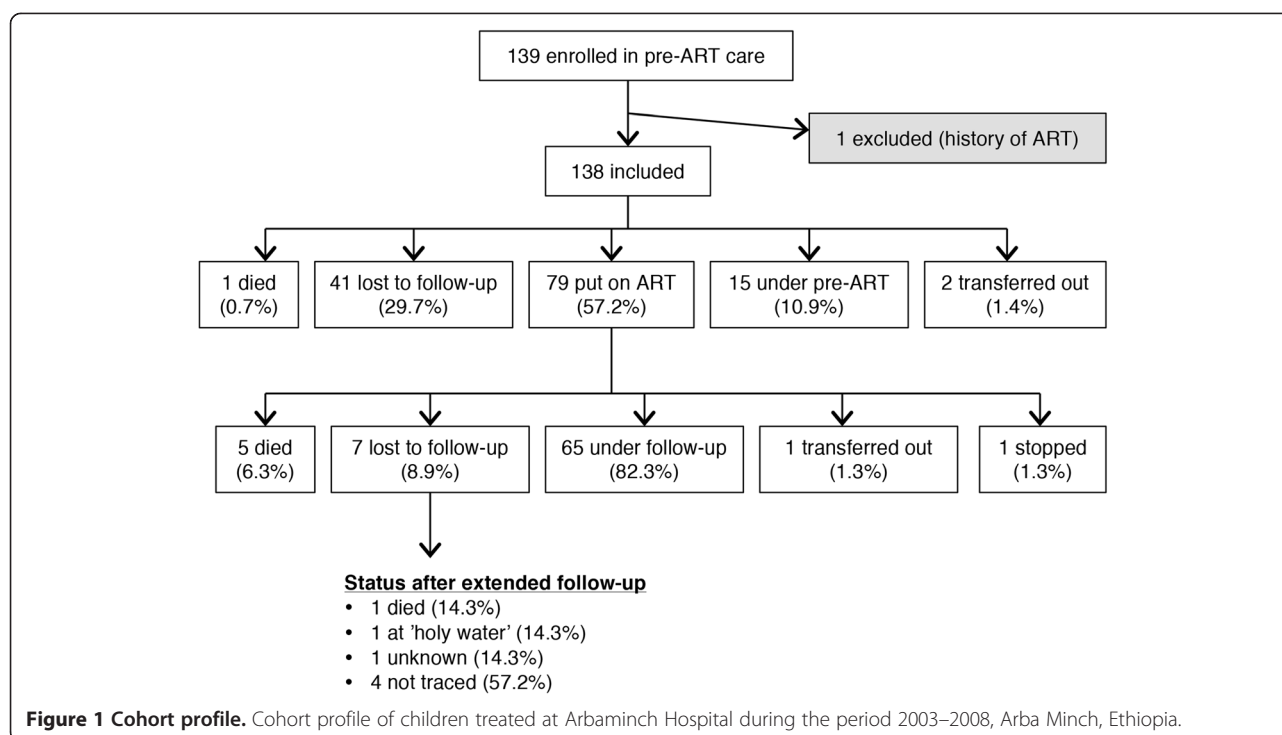 139 enrolled in pre-ART care
1 excluded (history of ART)
138 included
1 died
(0.7%)
41 lost to follow-up
(29.7%)
79 put on ART
(57.2%)
15 under pre-ART
(10.9%)
2 transferred out
(1.4%)
5 died
(6.3%)
7 lost to follow-up
(8.9%)
65 under follow-up
(82.3%)
1 transferred out
(1.3%)
1 stopped
(1.3%)
Status after extended follow-up
• 1 died (14.3%)
• 1 at 'holy water' (14.3%)
• 1 unknown (14.3%)
• 4 not traced (57.2%)
Figure 1 Cohort profile. Cohort profile of children treated at Arbaminch Hospital during the period 2003–2008, Arba Minch, Ethiopia.